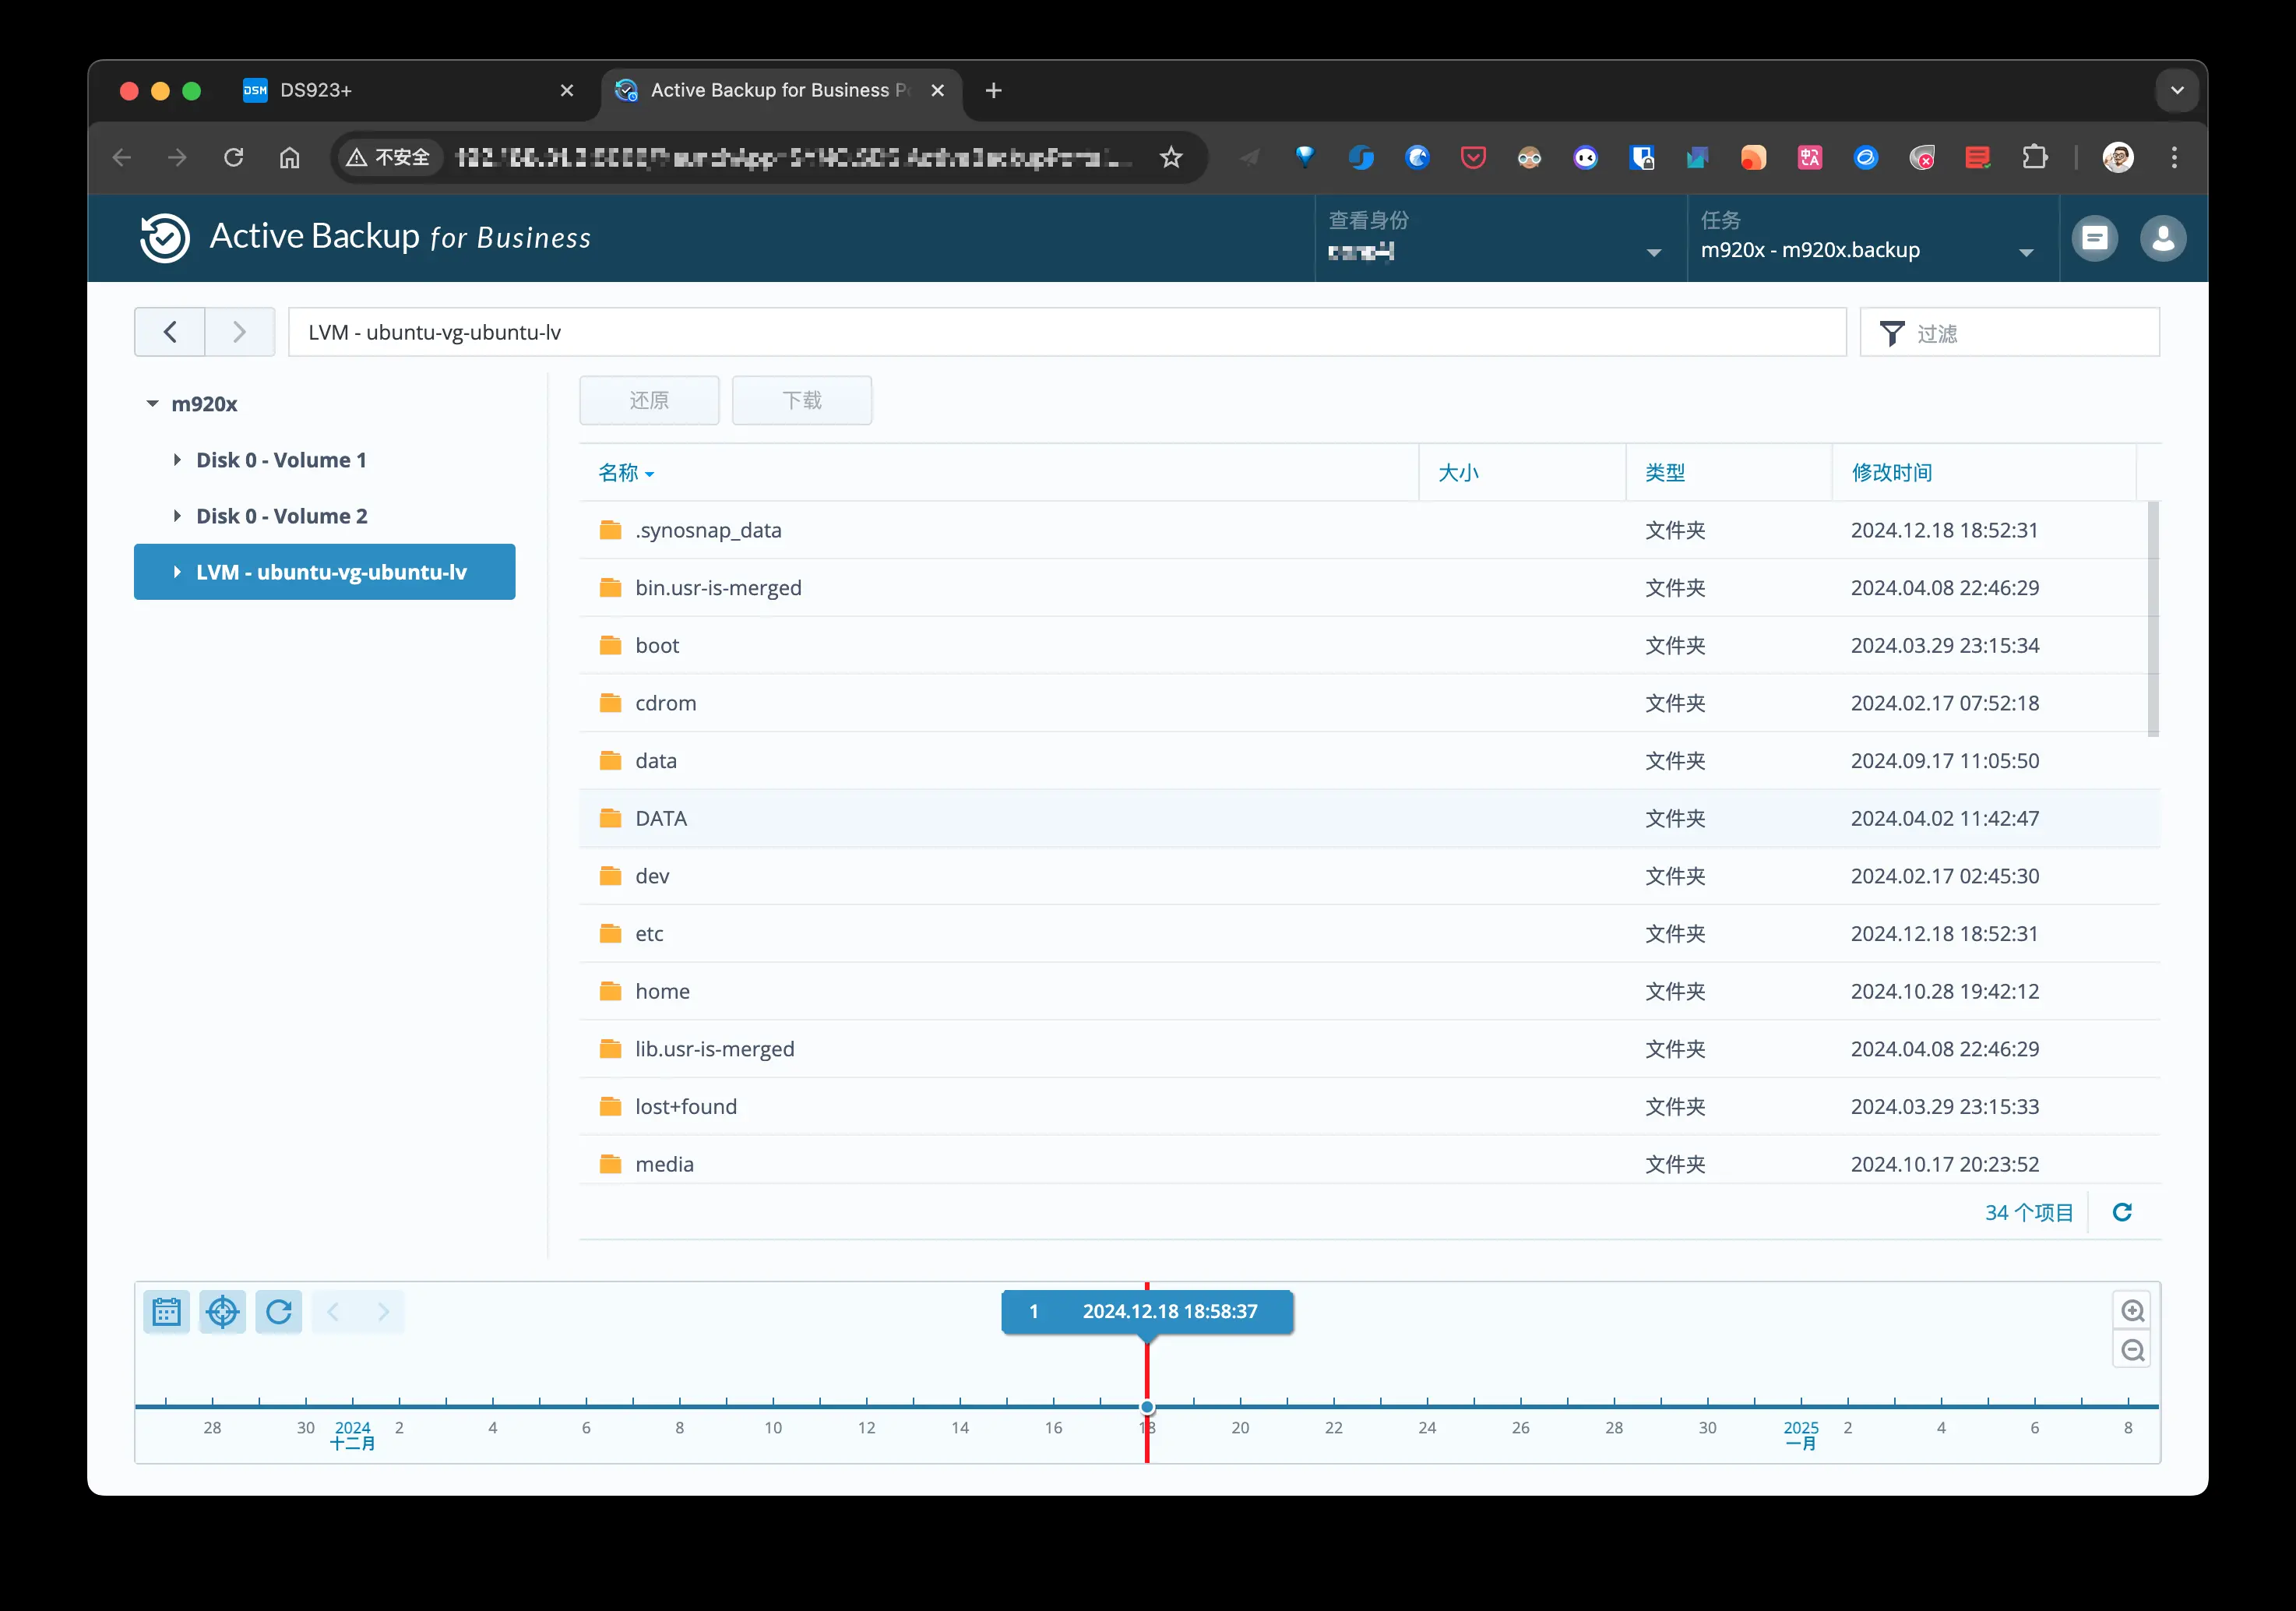 DSM DS923+
Active Backup for Business
不安全
Active Backup for Business
查看身份
任务
m920x - m920x.backup
LVM - ubuntu-vg-ubuntu-lv
过滤
m920x
Disk 0 - Volume 1
Disk 0 - Volume 2
LVM - ubuntu-vg-ubuntu-lv
还原 下载
名称 大小 类型 修改时间
.synosnap_data 文件夹 2024.12.18 18:52:31
bin.usr-is-merged 文件夹 2024.04.08 22:46:29
boot 文件夹 2024.03.29 23:15:34
cdrom 文件夹 2024.02.17 07:52:18
data 文件夹 2024.09.17 11:05:50
DATA 文件夹 2024.04.02 11:42:47
dev 文件夹 2024.02.17 02:45:30
etc 文件夹 2024.12.18 18:52:31
home 文件夹 2024.10.28 19:42:12
lib.usr-is-merged 文件夹 2024.04.08 22:46:29
lost+found 文件夹 2024.03.29 23:15:33
media 文件夹 2024.10.17 20:23:52
34 个项目
1 2024.12.18 18:58:37
28 30 2024 2 4 6 8 10 12 14 16 18 20 22 24 26 28 30 2025 2 4 6 8
十二月 一月